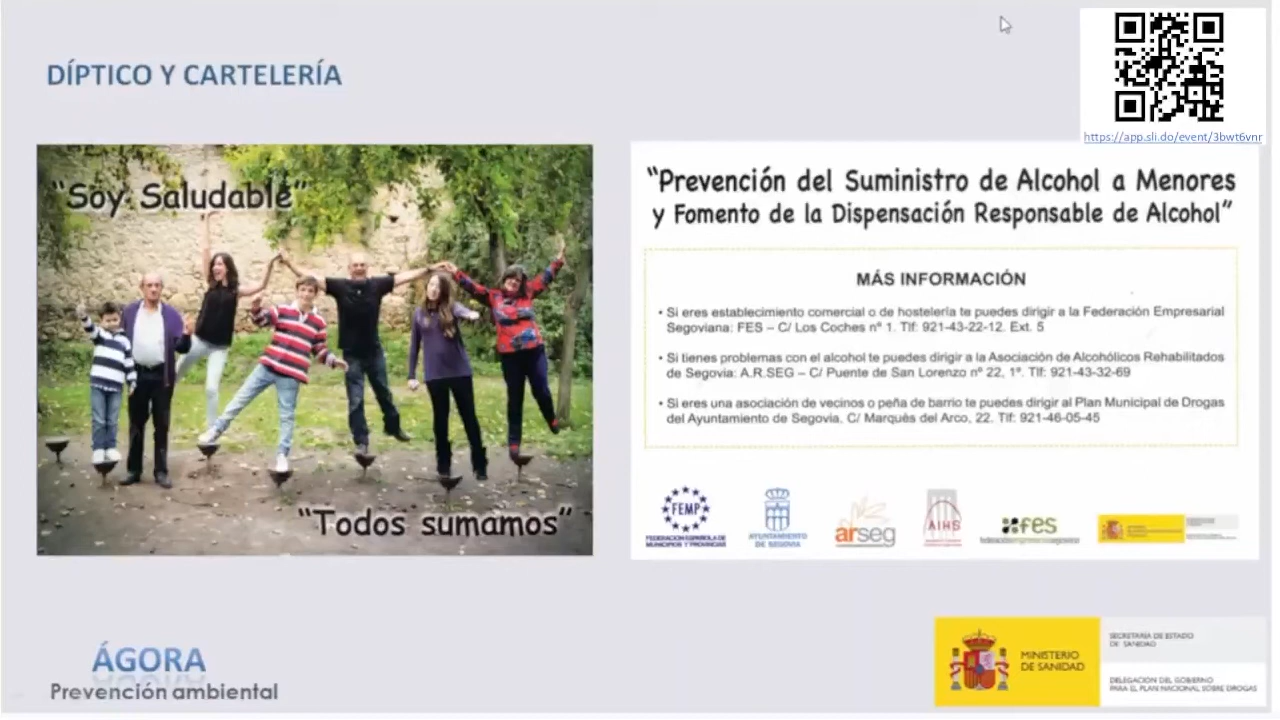 DÍPTICO Y CARTELERÍA
https://app.sli.do/event/3bwt6vnr
“Soy Saludable”
“Todos sumamos”
“Prevención del Suministro de Alcohol a Menores
y Fomento de la Dispensación Responsable de Alcohol”
MÁS INFORMACIÓN
• Si eres establecimiento comercial o de hostelería te puedes dirigir a la Federación Empresarial
Segoviana: FES – C/ Los Coches nº 1. Tlf: 921-43-22-12. Ext. 5
• Si tienes problemas con el alcohol te puedes dirigir a la Asociación de Alcohólicos Rehabilitados
de Segovia: A.R.SEG – C/ Puente de San Lorenzo nº 22, 1º. Tlf: 921-43-32-69
• Si eres una asociación de vecinos o peña de barrio te puedes dirigir al Plan Municipal de Drogas
del Ayuntamiento de Segovia, C/ Marqués del Arco, 22. Tlf: 921-46-05-45
FEMP
FEDERACION ESPAÑOLA DE
MUNICIPIOS Y PROVINCIAS
AYUNTAMIENTO
DE SEGOVIA
arseg
AIHS
fes
ÁGORA
Prevención ambiental
MINISTERIO
DE SANIDAD
SECRETARÍA DE ESTADO
DE SANIDAD
DELEGACIÓN DEL GOBIERNO
PARA EL PLAN NACIONAL SOBRE DROGAS